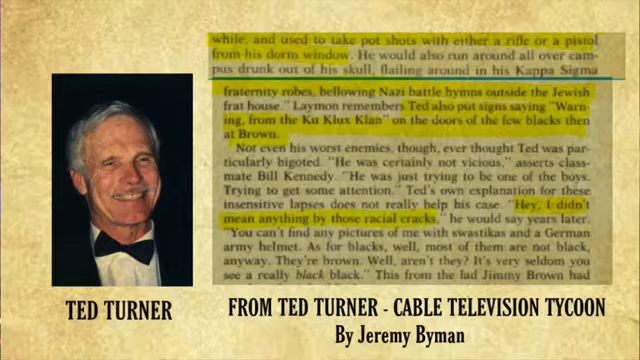 while, and used to take pot shots with either a rifle or a pistol
from his dorm window. He would also run around all over cam-
pus drunk out of his skull, flailing around in his Kappa Sigma
fraternity robes, bellowing Nazi battle hymns outside the Jewish
frat house." Laymon remembers Ted also put signs saying "Warn-
ing, from the Ku Klux Klan" on the doors of the few blacks then
at Brown.
Not even his worst enemies, though, ever thought Ted was par-
ticularly bigoted. "He was certainly not vicious," asserts class-
mate Bill Kennedy. "He was just trying to be one of the boys.
Trying to get some attention." Ted's own explanation for these
insensitive lapses does not really help his case. "Hey, I didn't
mean anything by those racial cracks," he would say years later.
"You can't find any pictures of me with swastikas and a German
army helmet. As for blacks, well, most of them are not black,
anyway. They're brown. Well, aren't they? It's very seldom you
see a really black black." This from the lad Jimmy Brown had
TED TURNER
FROM TED TURNER - CABLE TELEVISION TYCOON
By Jeremy Byman